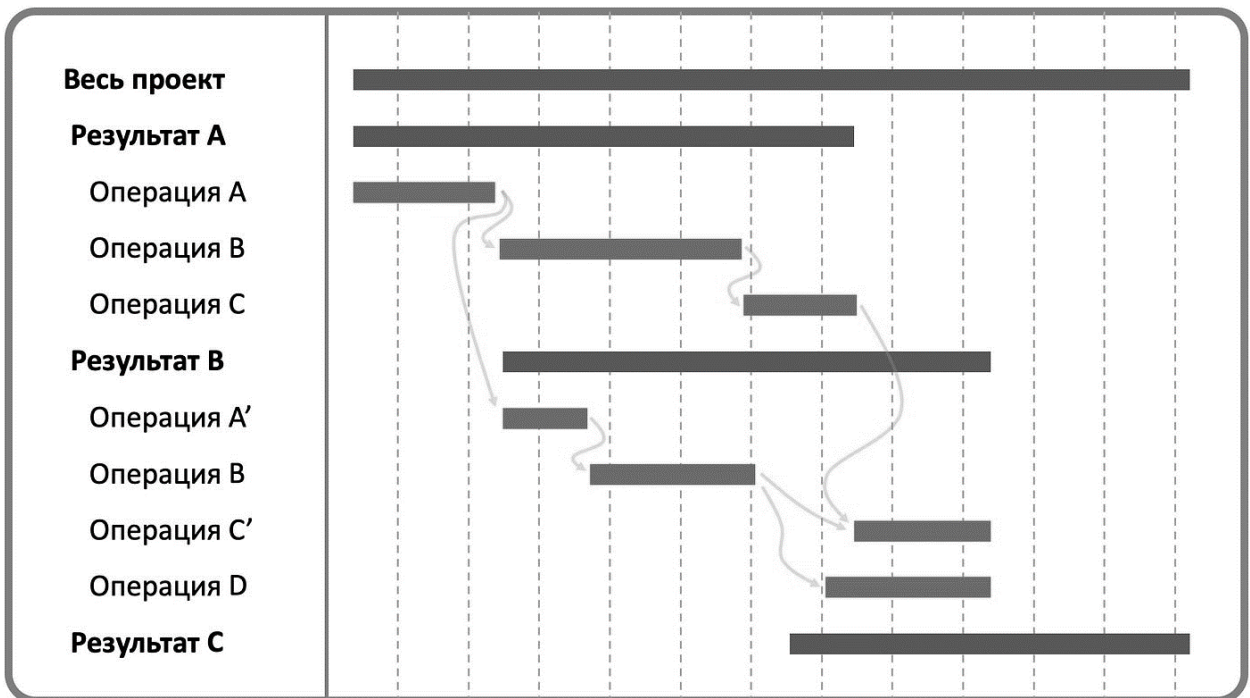 Весь проект
Результат A
Операция A
Операция B
Операция C
Результат B
Операция A’
Операция B
Операция C’
Операция D
Результат C